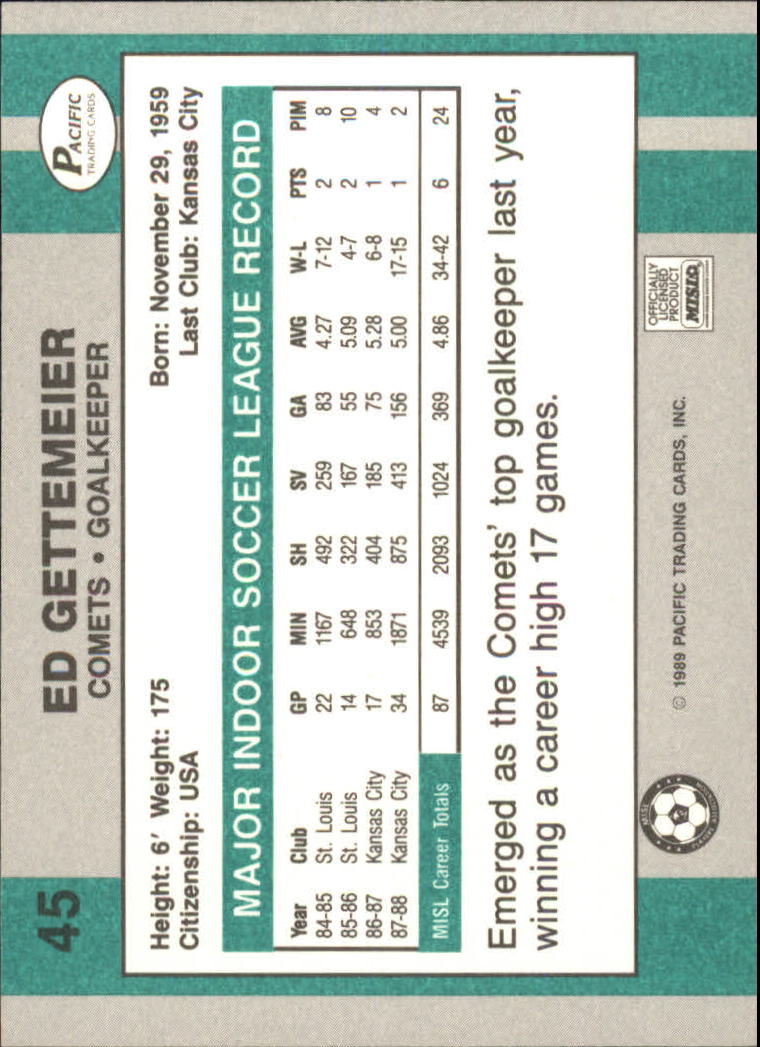 45
ED GETTEMEIER
COMETS • GOALKEEPER
PACIFIC
TRADING CARDS
Height: 6′ Weight: 175 Born: November 29, 1959
Citizenship: USA Last Club: Kansas City
MAJOR INDOOR SOCCER LEAGUE RECORD
Year Club GP MIN SH SV GA AVG W-L PTS PIM
84-85 St. Louis 22 1167 492 259 83 4.27 7-12 2 8
85-86 St. Louis 14 648 322 167 55 5.09 4-7 2 10
86-87 Kansas City 17 853 404 185 75 5.28 6-8 1 4
87-88 Kansas City 34 1871 875 413 156 5.00 17-15 1 2
MISL Career Totals 87 4539 2093 1024 369 4.86 34-42 6 24
Emerged as the Comets' top goalkeeper last year,
winning a career high 17 games.
MISL
PLAYERS
© 1989 PACIFIC TRADING CARDS, INC.
OFFICIALLY
LICENSED
PRODUCT
MISL